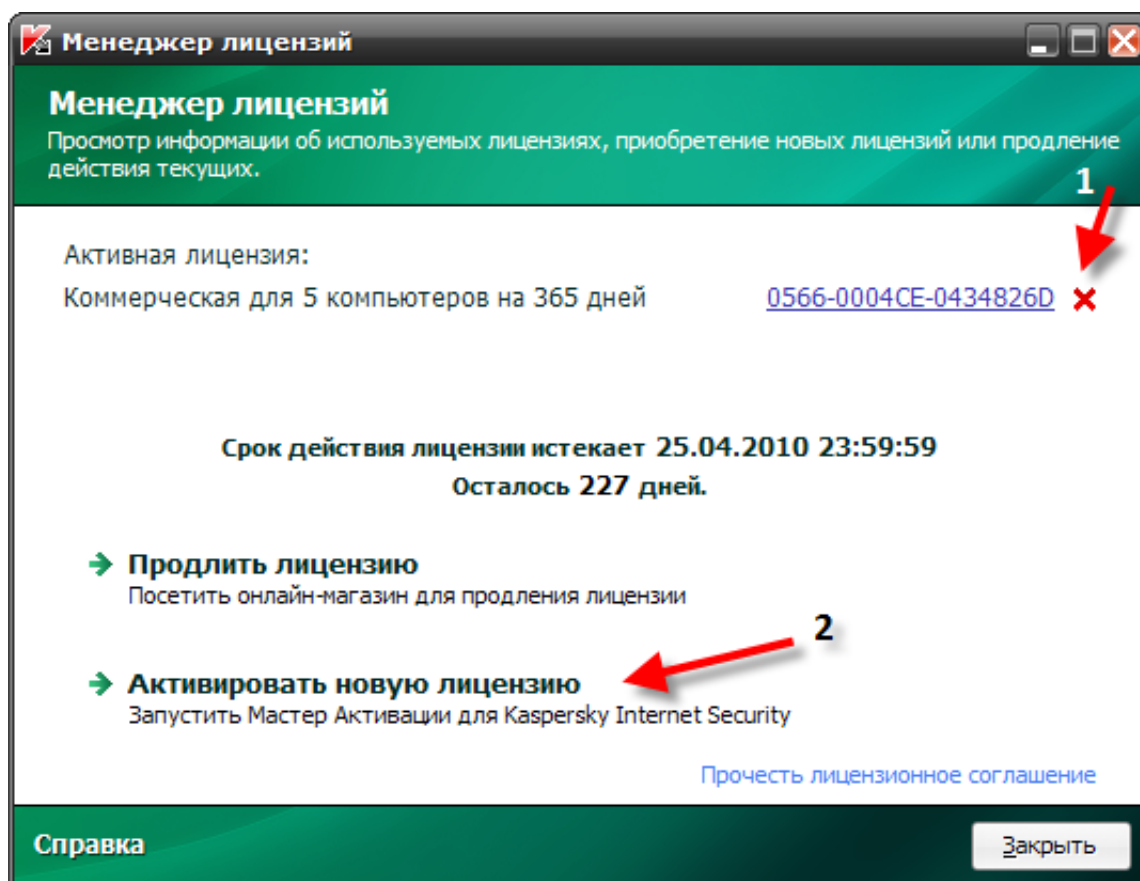 Менеджер лицензий
Менеджер лицензий
Просмотр информации об используемых лицензиях, приобретение новых лицензий или продление
действия текущих.
1
Активная лицензия:
Коммерческая для 5 компьютеров на 365 дней 0566-0004CE-0434826D
Срок действия лицензии истекает 25.04.2010 23:59:59
Осталось 227 дней.
Продлить лицензию
Посетить онлайн-магазин для продления лицензии
2
Активировать новую лицензию
Запустить Мастер Активации для Kaspersky Internet Security
Прочесть лицензионное соглашение
Справка Закрыть